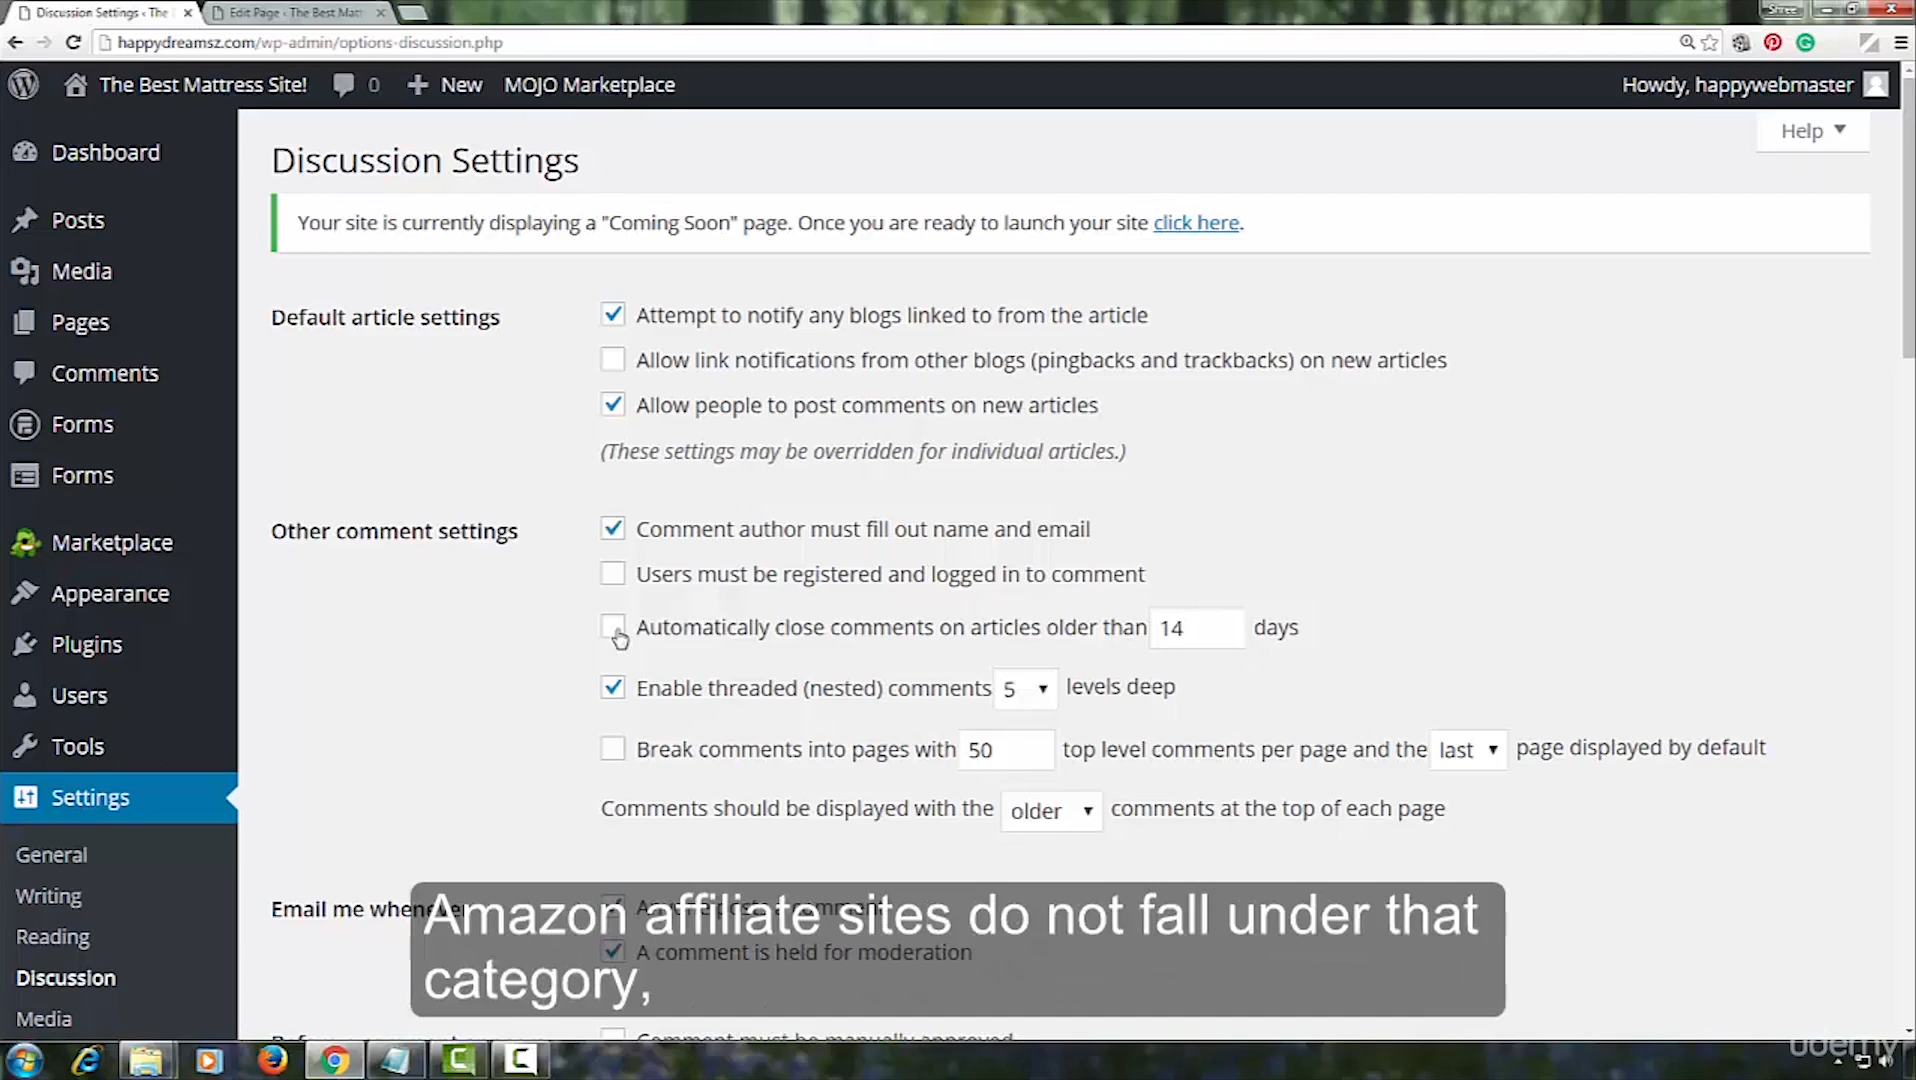 Discussion Settings ‹ The
Edit Page ‹ The Best Matt
Shree
happydreamsz.com/wp-admin/options-discussion.php
The Best Mattress Site!
0
New
MOJO Marketplace
Howdy, happywebmaster
Help
Dashboard
Posts
Media
Pages
Comments
Forms
Forms
Marketplace
Appearance
Plugins
Users
Tools
Settings
General
Writing
Reading
Discussion
Media
Discussion Settings
Your site is currently displaying a "Coming Soon" page. Once you are ready to launch your site click here.
Default article settings
Attempt to notify any blogs linked to from the article
Allow link notifications from other blogs (pingbacks and trackbacks) on new articles
Allow people to post comments on new articles
(These settings may be overridden for individual articles.)
Other comment settings
Comment author must fill out name and email
Users must be registered and logged in to comment
Automatically close comments on articles older than 14 days
Enable threaded (nested) comments 5 levels deep
Break comments into pages with 50 top level comments per page and the last page displayed by default
Comments should be displayed with the older comments at the top of each page
Email me whenever
Anyone posts a comment
A comment is held for moderation
Amazon affiliate sites do not fall under that
category,
Comment must be manually approved
udemy